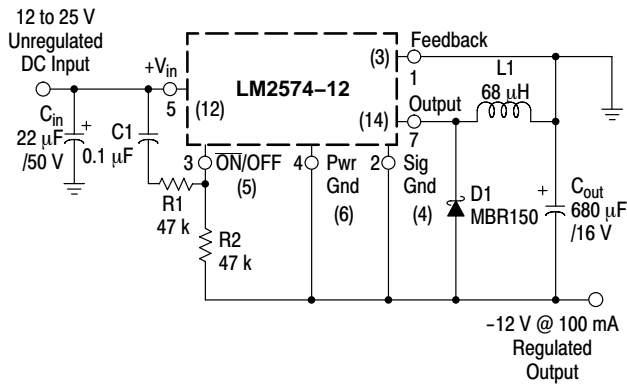 12 to 25 V
Unregulated
DC Input
+Vin
5
(12)
LM2574–12
(3)
Feedback
1
(14)
Output
7
L1
68 μH
Cin
22 μF
/50 V
+
C1
0.1 μF
3
ON/OFF
(5)
4
Pwr
Gnd
(6)
2
Sig
Gnd
(4)
R1
47 k
R2
47 k
D1
MBR150
+
Cout
680 μF
/16 V
–12 V @ 100 mA
Regulated
Output